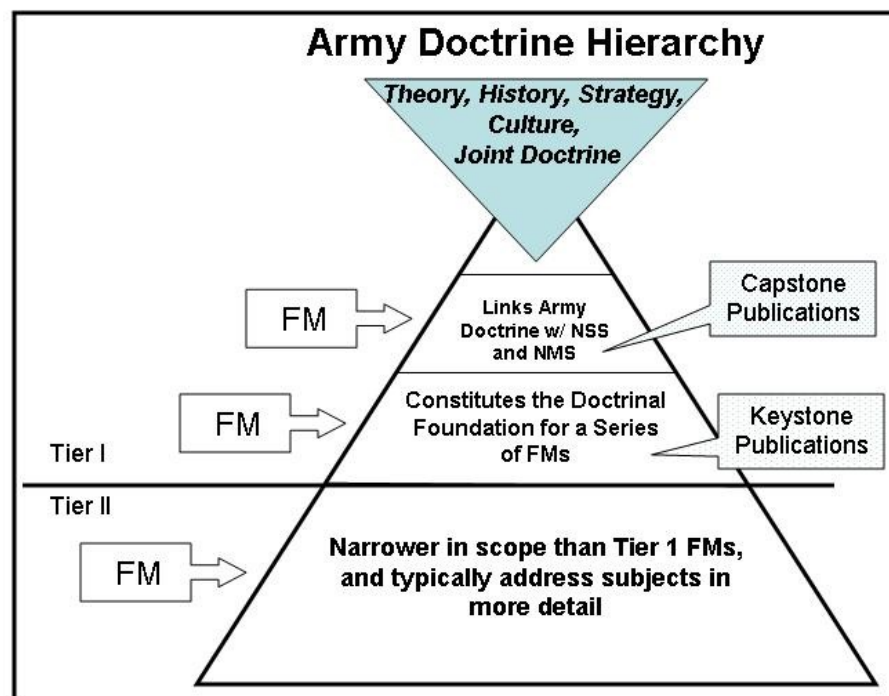 Army Doctrine Hierarchy
Theory, History, Strategy,
Culture,
Joint Doctrine
Capstone
Publications
FM
Links Army
Doctrine w/ NSS
and NMS
Keystone
Publications
FM
Constitutes the Doctrinal
Foundation for a Series
of FMs
Tier I
Tier II
FM
Narrower in scope than Tier 1 FMs,
and typically address subjects in
more detail